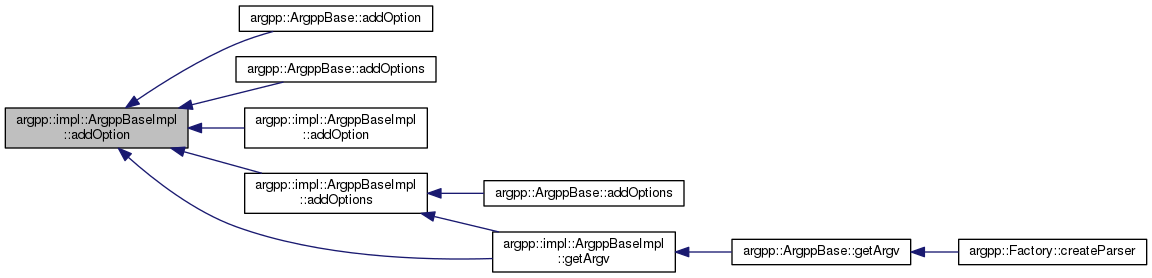 argpp::ArgppBase::addOption
argpp::ArgppBase::addOptions
argpp::impl::ArgppBaseImpl
::addOption
argpp::impl::ArgppBaseImpl
::addOption
argpp::impl::ArgppBaseImpl
::addOptions
argpp::ArgppBase::addOptions
argpp::impl::ArgppBaseImpl
::getArgv
argpp::ArgppBase::getArgv
argpp::Factory::createParser